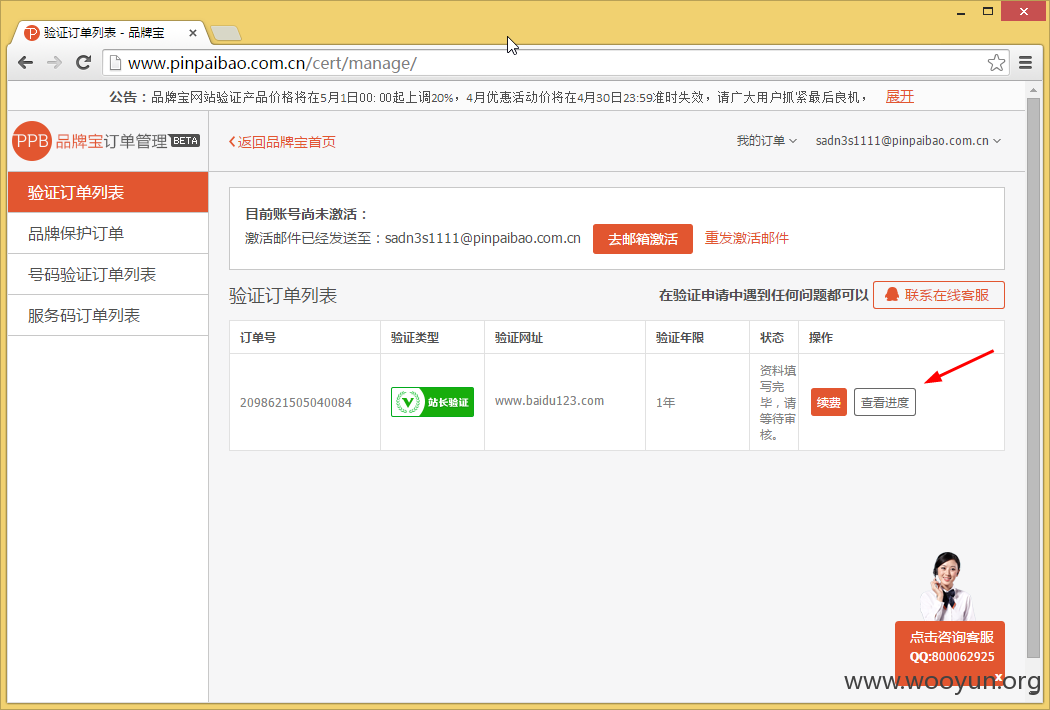 验证订单列表 - 品牌宝
www.pinpaibao.com.cn/cert/manage/
公告：品牌宝网站验证产品价格将在5月1日00:00起上调20%，4月优惠活动价将在4月30日23:59准时失效，请广大用户抓紧最后良机， 展开
PPB 品牌宝订单管理 BETA
返回品牌宝首页
我的订单
sadn3s1111@pinpaibao.com.cn
验证订单列表
品牌保护订单
号码验证订单列表
服务码订单列表
目前账号尚未激活：
激活邮件已经发送至：sadn3s1111@pinpaibao.com.cn 去邮箱激活 重发激活邮件
验证订单列表
在验证申请中遇到任何问题都可以 联系在线客服
订单号 验证类型 验证网址 验证年限 状态 操作
2098621505040084 站长验证 www.baidu123.com 1年
资料填
写完
毕，请
等待审
核。
续费 查看进度
点击咨询客服
QQ:800062925
x
www.wooyun.org